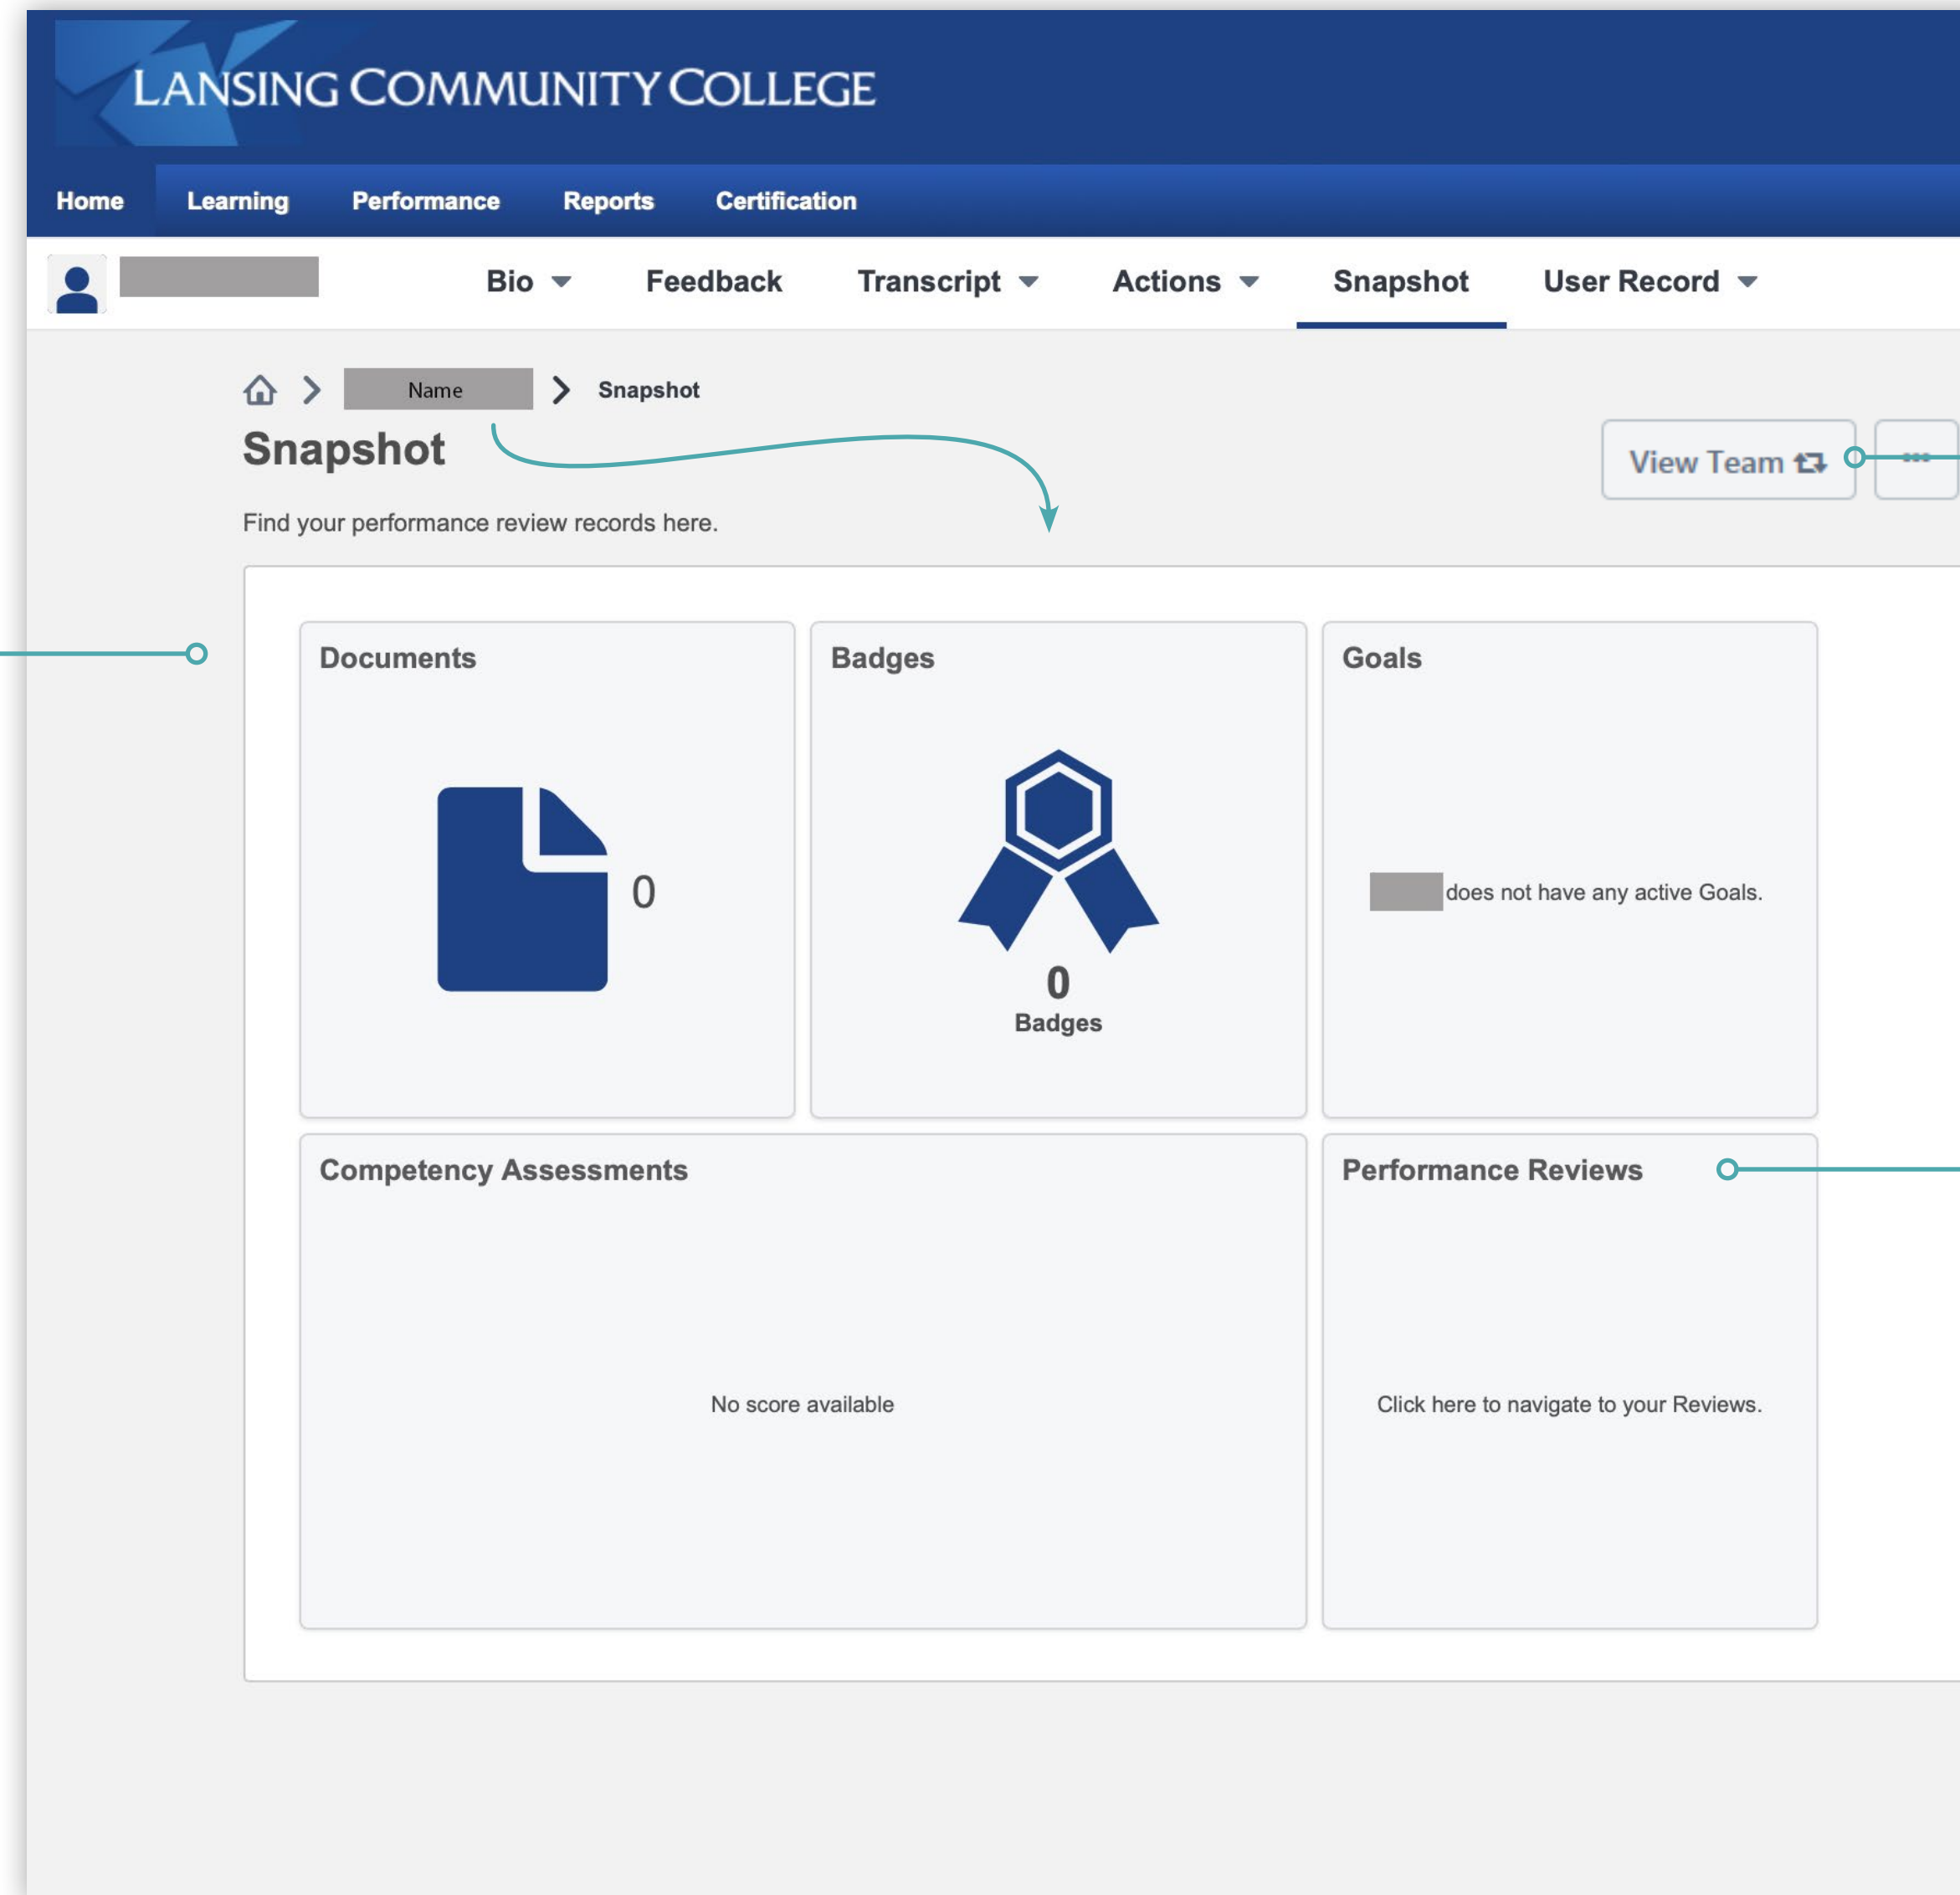 LANSING COMMUNITY COLLEGE
Home Learning Performance Reports Certification
Bio Feedback Transcript Actions Snapshot User Record
Name Snapshot
Snapshot
View Team
Find your performance review records here.
Documents Badges Goals
0
does not have any active Goals.
0
Badges
Competency Assessments Performance Reviews
No score available Click here to navigate to your Reviews.